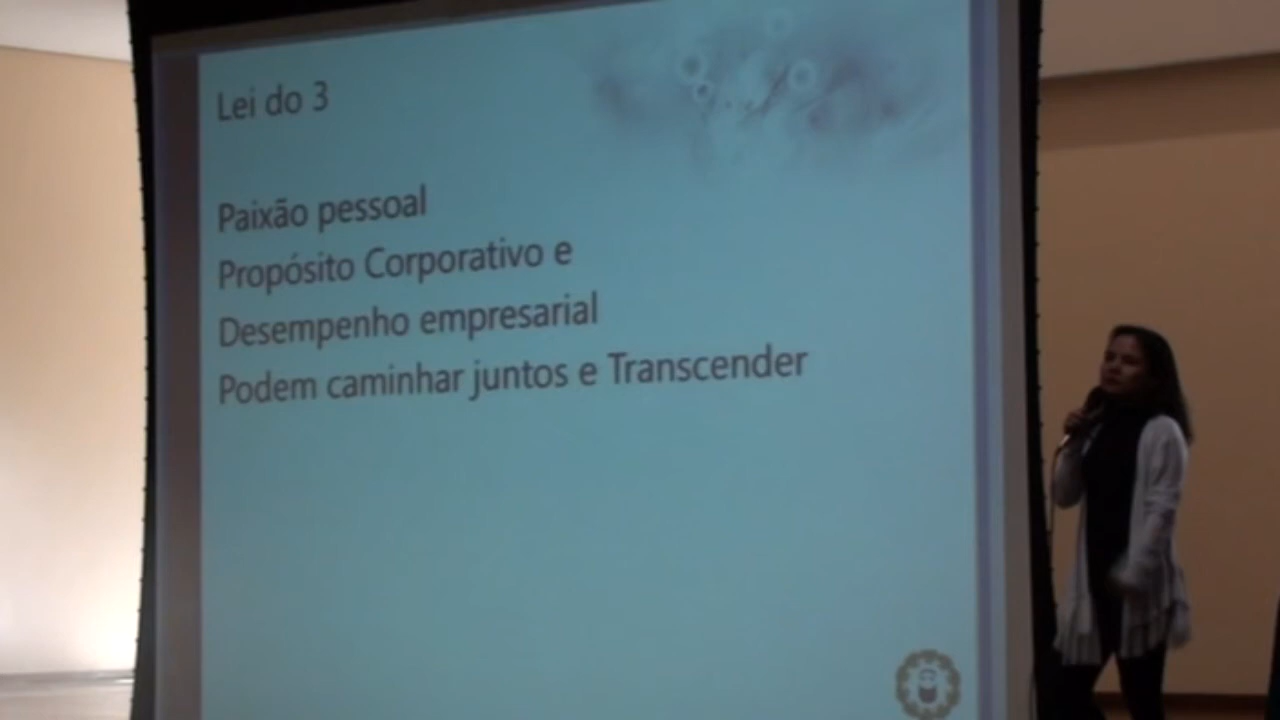 Lei do 3
Paixão pessoal
Propósito Corporativo e
Desempenho empresarial
Podem caminhar juntos e Transcender